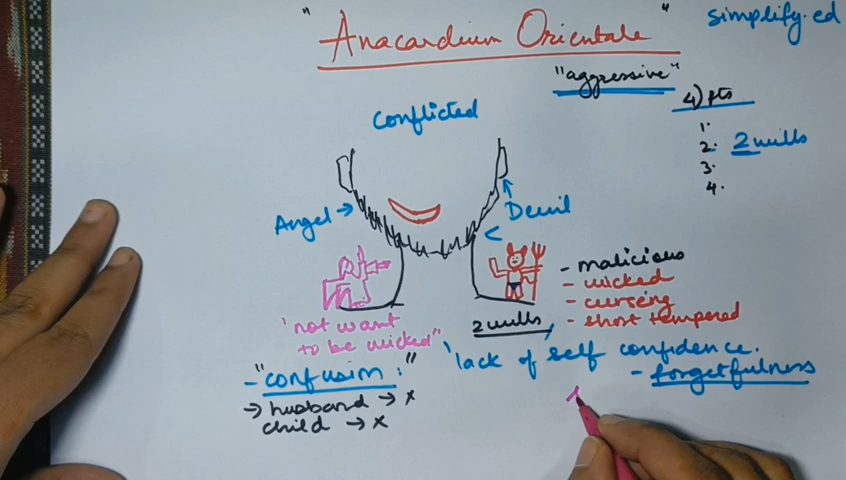 "Anacardium Orientale"
simplify.ed
"aggressive"
4) pts
1.
2. 2 wills
3.
4.
Conflicted
Angel →
Devil
- malicious
- wicked
- cursing
- short tempered
'not want
to be wicked"
2 wills,
'lack of self confidence.
- "confusion:"
- forgetfulness
→ husband → x
child → x